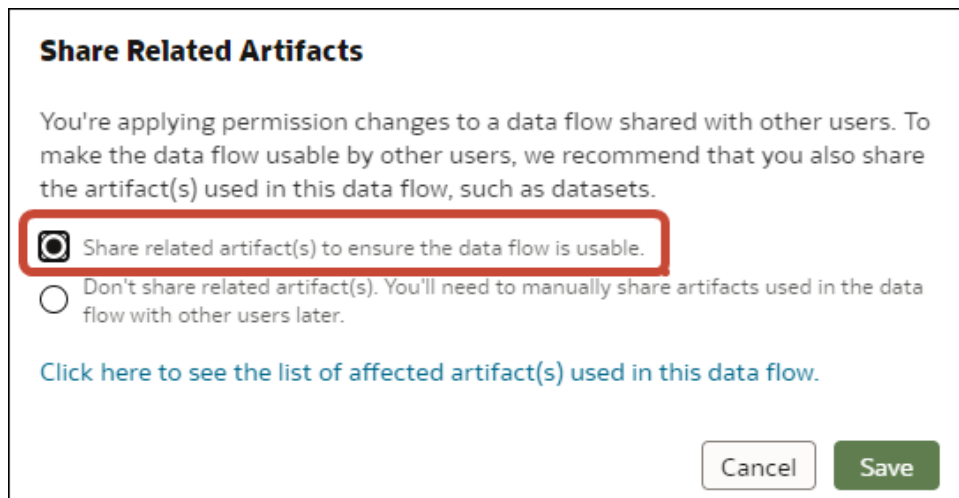 Share Related Artifacts
You're applying permission changes to a data flow shared with other users. To
make the data flow usable by other users, we recommend that you also share
the artifact(s) used in this data flow, such as datasets.
Share related artifact(s) to ensure the data flow is usable.
Don't share related artifact(s). You'll need to manually share artifacts used in the data
flow with other users later.
Click here to see the list of affected artifact(s) used in this data flow.
Cancel Save